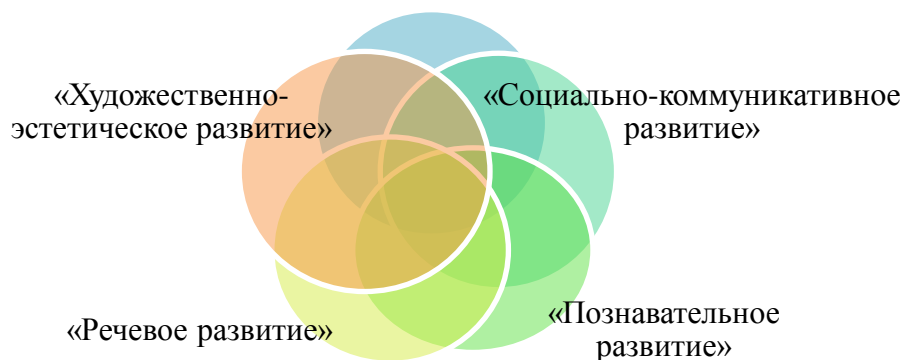 «Художественно-
эстетическое развитие»
«Социально-коммуникативное
развитие»
«Речевое развитие»
«Познавательное
развитие»